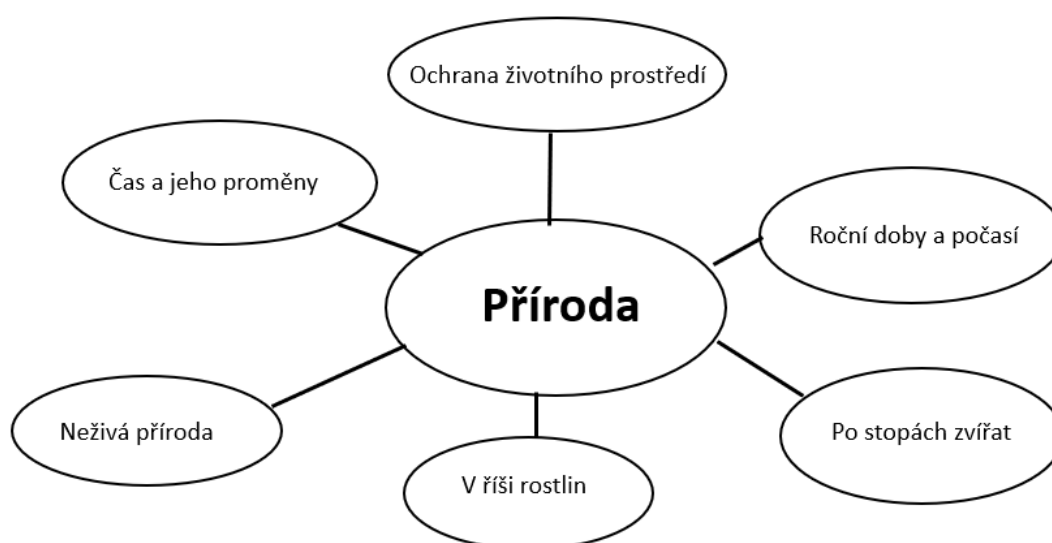 Ochrana životního prostředí
Čas a jeho proměny
Roční doby a počasí
Příroda
Neživá příroda
Po stopách zvířat
V říši rostlin